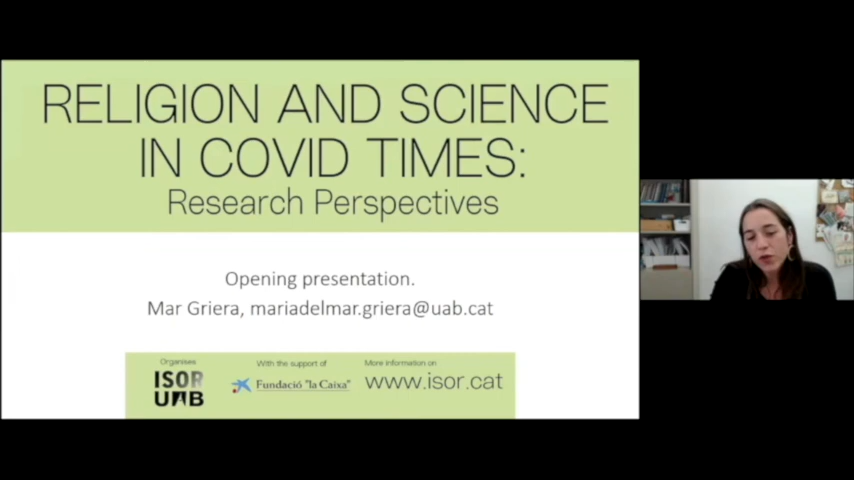 RELIGION AND SCIENCE
IN COVID TIMES:
Research Perspectives
Opening presentation.
Mar Griera, mariadelmar.griera@uab.cat
Organises:
ISOR
UAB
With the support of
Fundació "la Caixa"
More information on
www.isor.cat